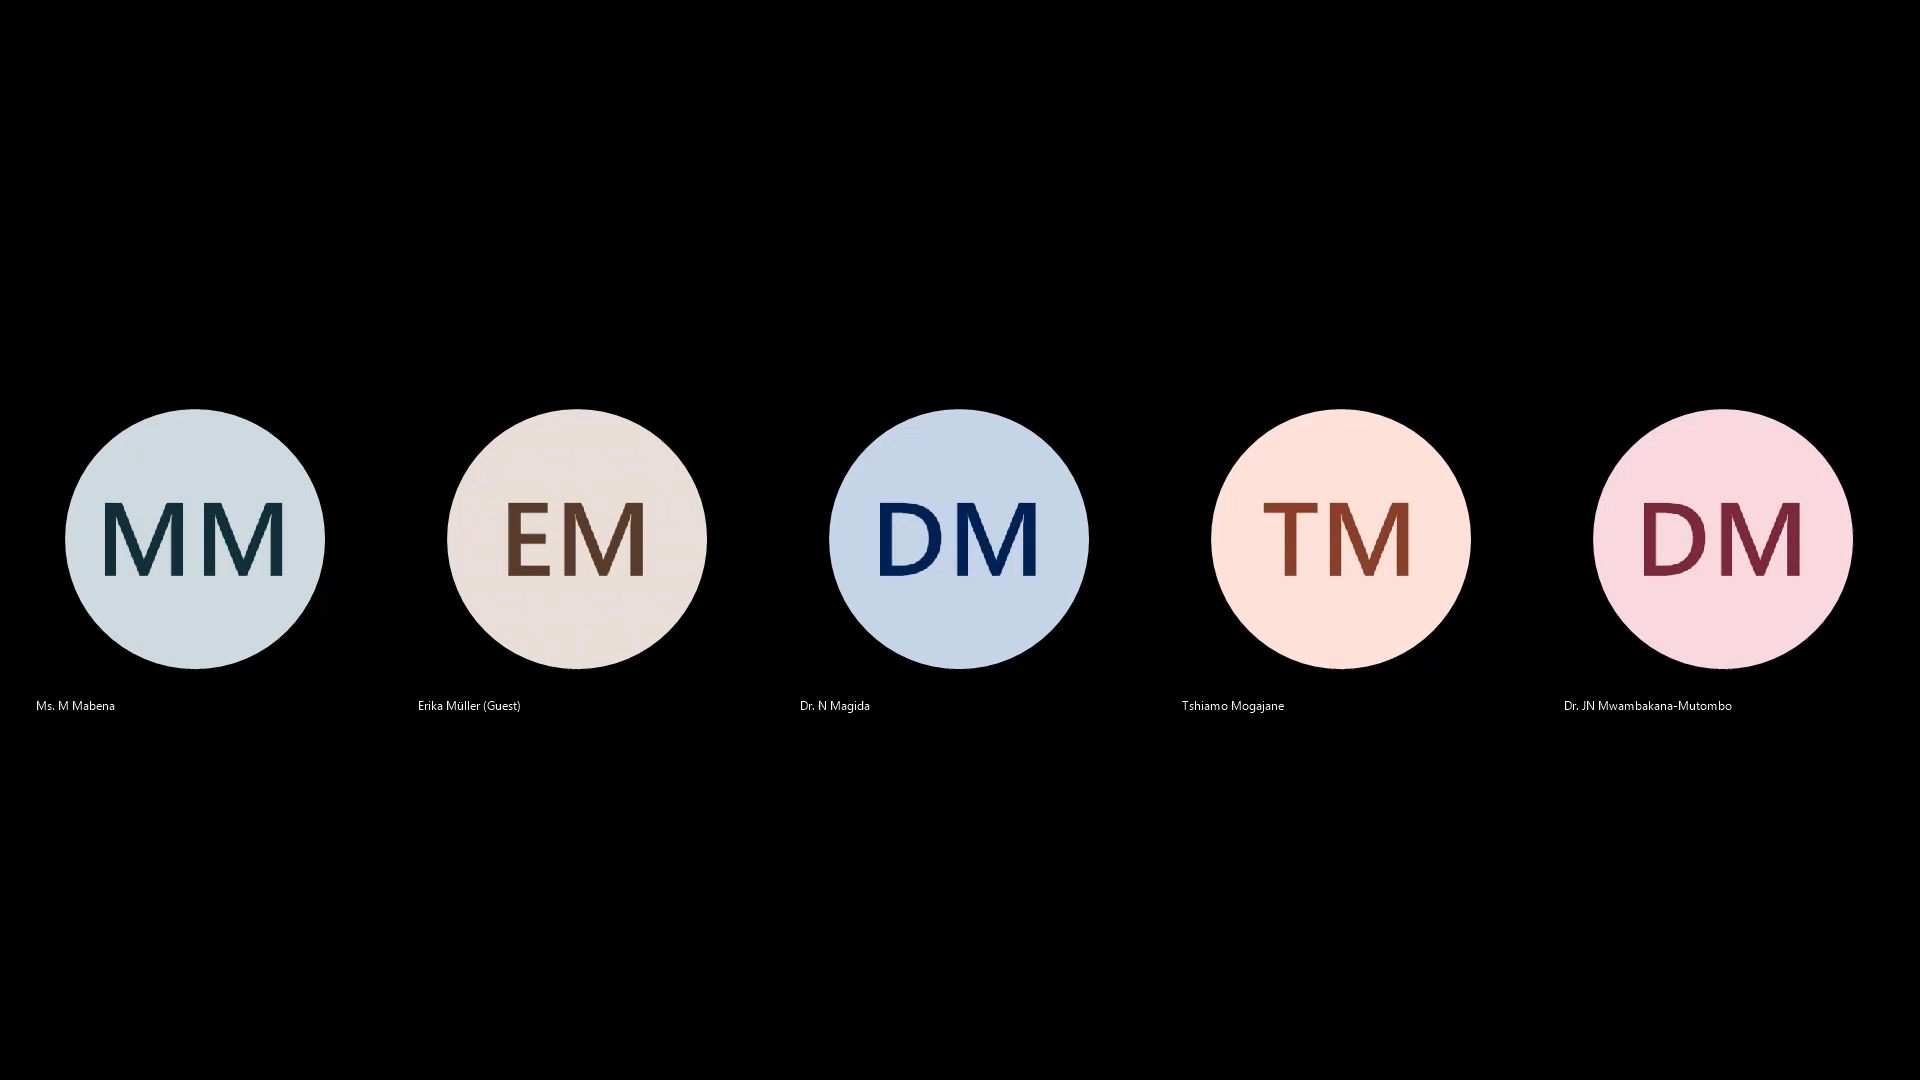 MM
EM
DM
TM
DM
Ms. M Mabena
Erika Müller (Guest)
Dr. N Magida
Tshiamo Mogajane
Dr. JN Mwambakana-Mutombo